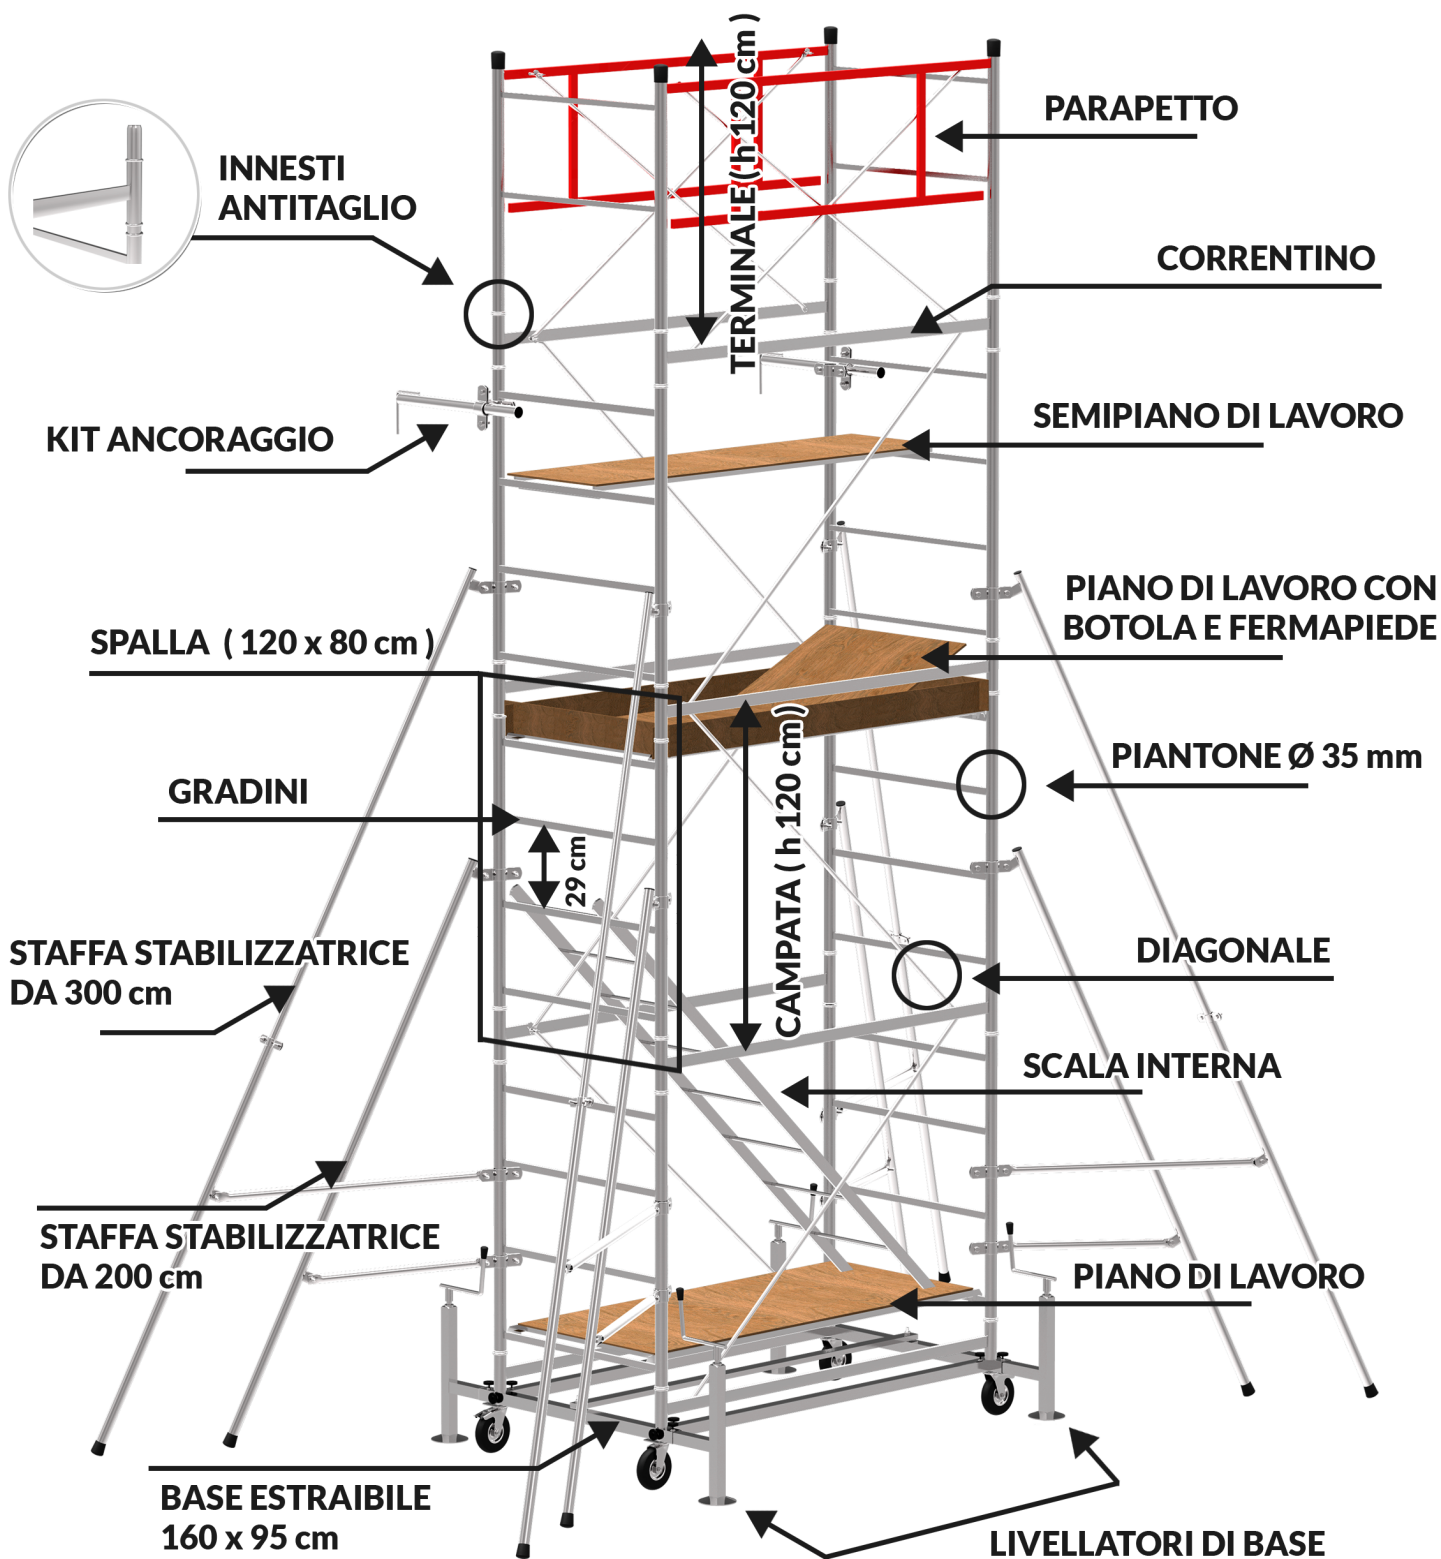 TERMINALE ( h 120 cm )
PARAPETTO
INNESTI
ANTITAGLIO
CORRENTINO
KIT ANCORAGGIO
SEMIPIANO DI LAVORO
PIANO DI LAVORO CON
BOTOLA E FERMAPIEDE
SPALLA ( 120 x 80 cm )
PIANTONE Ø 35 mm
GRADINI
29 cm
CAMPATA ( h 120 cm )
STAFFA STABILIZZATRICE
DA 300 cm
DIAGONALE
SCALA INTERNA
STAFFA STABILIZZATRICE
DA 200 cm
PIANO DI LAVORO
BASE ESTRAIBILE
160 x 95 cm
LIVELLATORI DI BASE